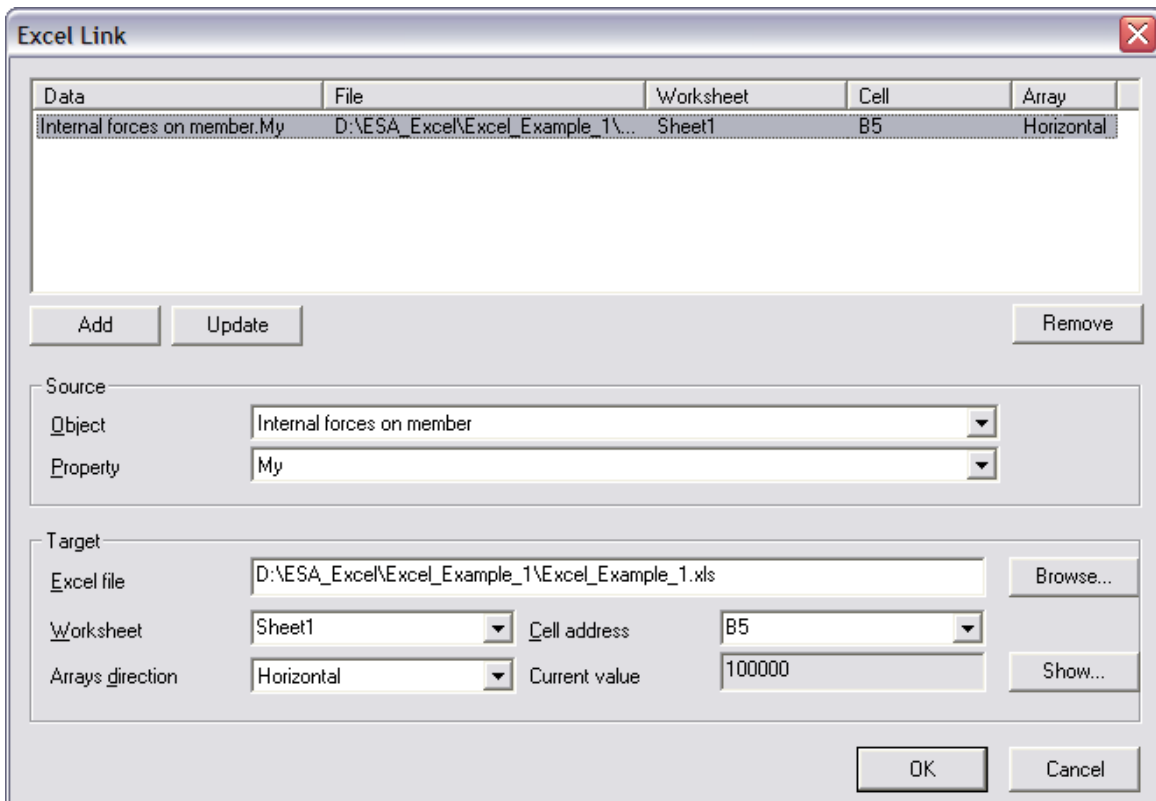 Excel Link
Data File Worksheet Cell Array
Internal forces on member.My D:\ESA_Excel\Excel_Example_1\... Sheet1 B5 Horizontal
Add Update Remove
Source
Object Internal forces on member
Property My
Target
Excel file D:\ESA_Excel\Excel_Example_1\Excel_Example_1.xls Browse...
Worksheet Sheet1 Cell address B5
Arrays direction Horizontal Current value 100000 Show...
OK Cancel